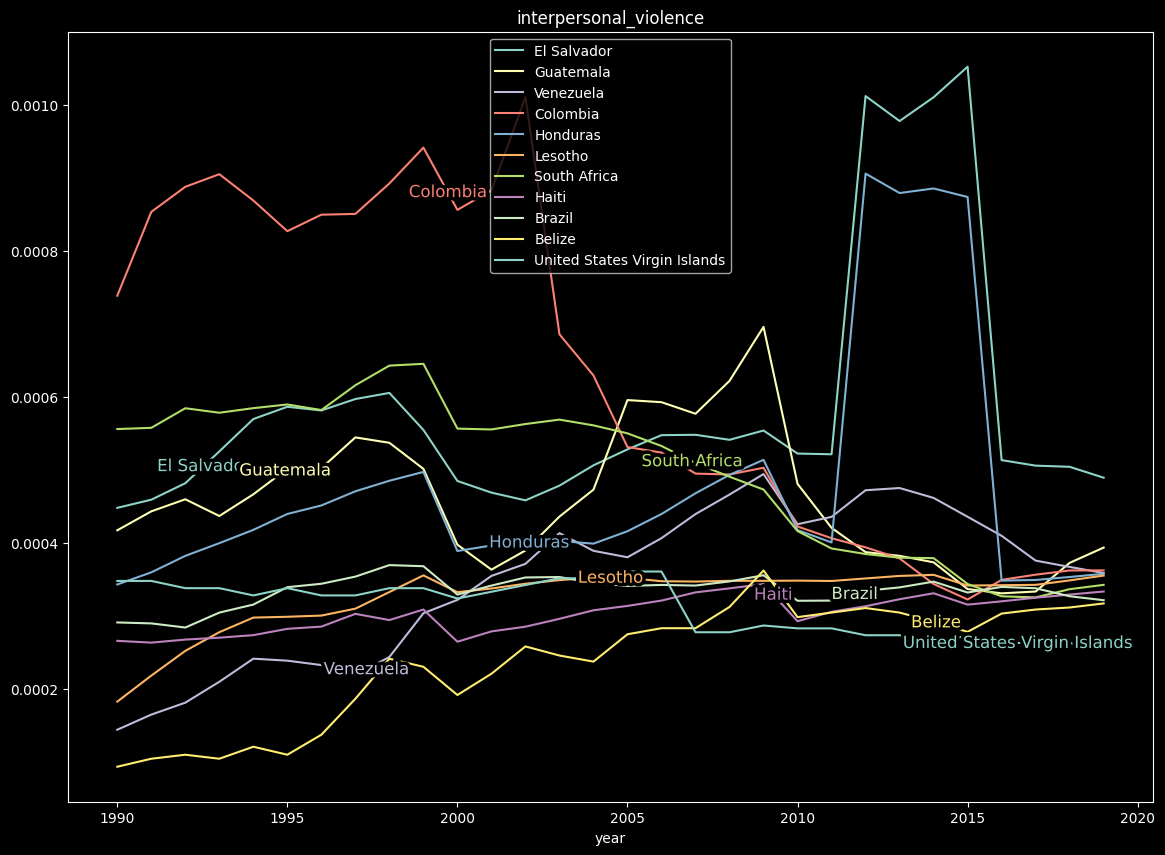 interpersonal_violence
El Salvador
Guatemala
Venezuela
Colombia
Honduras
Lesotho
South Africa
Haiti
Brazil
Belize
United States Virgin Islands
0.0010
0.0008
0.0006
0.0004
0.0002
Colombia
El Salvador
Guatemala
South Africa
Honduras
Lesotho
Haiti
Brazil
Belize
United States Virgin Islands
Venezuela
1990
1995
2000
2005
2010
2015
2020
year